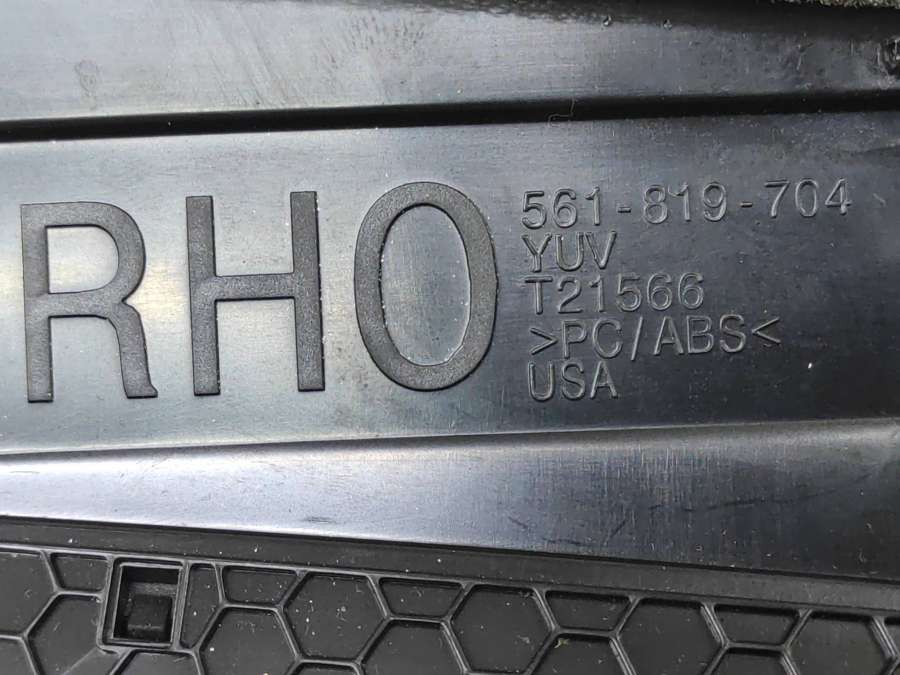 RHO
561-819-704
YUV
T21566
>PC/ABS<
USA